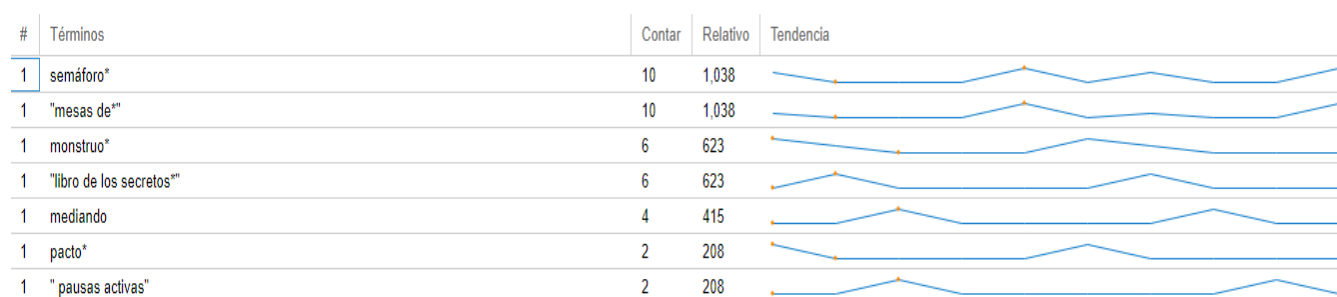 # Términos Contar Relativo Tendencia
1 semáforo* 10 1,038
1 "mesas de*" 10 1,038
1 monstruo* 6 623
1 "libro de los secretos*" 6 623
1 mediando 4 415
1 pacto* 2 208
1 " pausas activas" 2 208